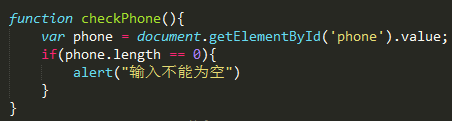 function checkPhone(){
    var phone = document.getElementById('phone').value;
    if(phone.length == 0){
        alert("输入不能为空")
    }
}